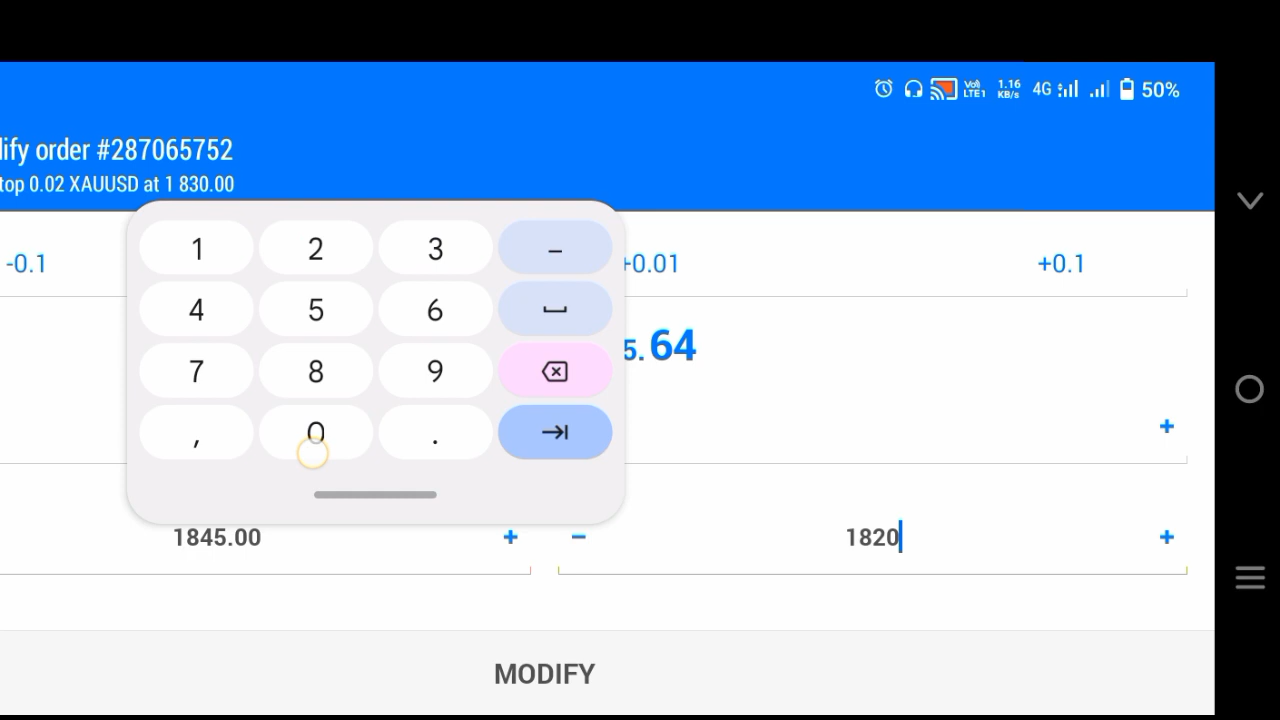 Vo) LTE1 1.16 KB/s 4G 50%
lify order #287065752
top 0.02 XAUUSD at 1 830.00
1 2 3 –
-0.1 +0.01 +0.1
4 5 6
5.64
7 8 9
, 0 .
+
1845.00 + − 1820 +
MODIFY